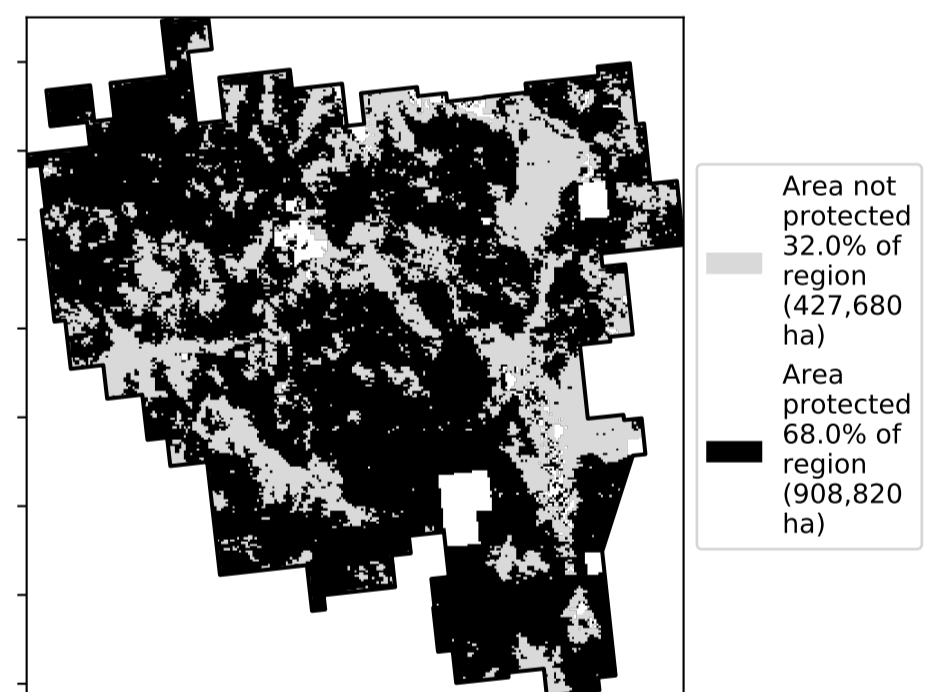 Area not
protected
32.0% of
region
(427,680
ha)
Area
protected
68.0% of
region
(908,820
ha)